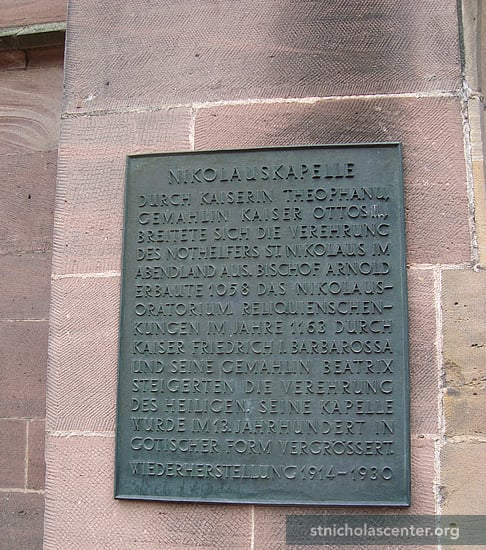 NIKOLAUSKAPELLE
DURCH KAISERIN THEOPHANU,
GEMAHLIN KAISER OTTOS II.,
BREITETE SICH DIE VEREHRUNG
DES NOTHELFERS ST. NIKOLAUS IM
ABENDLAND AUS. BISCHOF ARNOLD
ERBAUTE 1058 DAS NIKOLAUS-
ORATORIUM. RELIQUIENSCHEN-
KUNGEN IM JAHRE 1163 DURCH
KAISER FRIEDRICH I. BARBAROSSA
UND SEINE GEMAHLIN BEATRIX
STEIGERTEN DIE VEREHRUNG
DES HEILIGEN. SEINE KAPELLE
WURDE IM 13. JAHRHUNDERT IN
GOTISCHER FORM VERGRÖSSERT.
WIEDERHERSTELLUNG 1914-1930
stnicholascenter.org